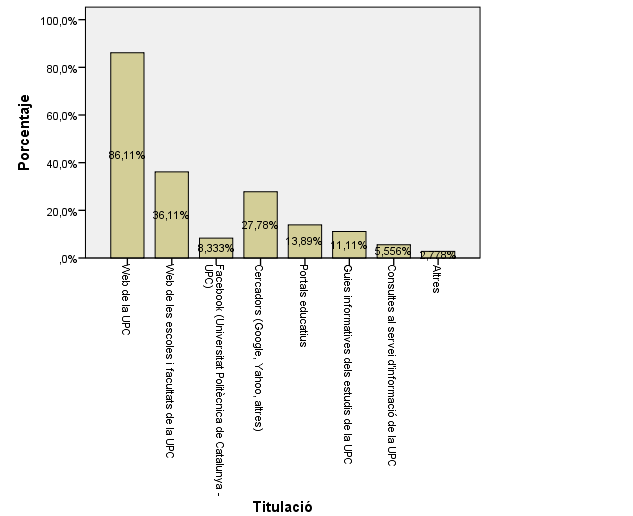 100,0%
80,0%
60,0%
40,0%
20,0%
,0%
Porcentaje
86,11%
36,11%
8,333%
27,78%
13,89%
11,11%
5,556%
2,778%
Web de la UPC
Web de les escoles i facultats de la UPC
Facebook (Universitat Politècnica de Catalunya -
UPC)
Cercadors (Google, Yahoo, altres)
Portals educatius
Guies informatives dels estudis de la UPC
Consultes al servei d'informació de la UPC
Altres
Titulació